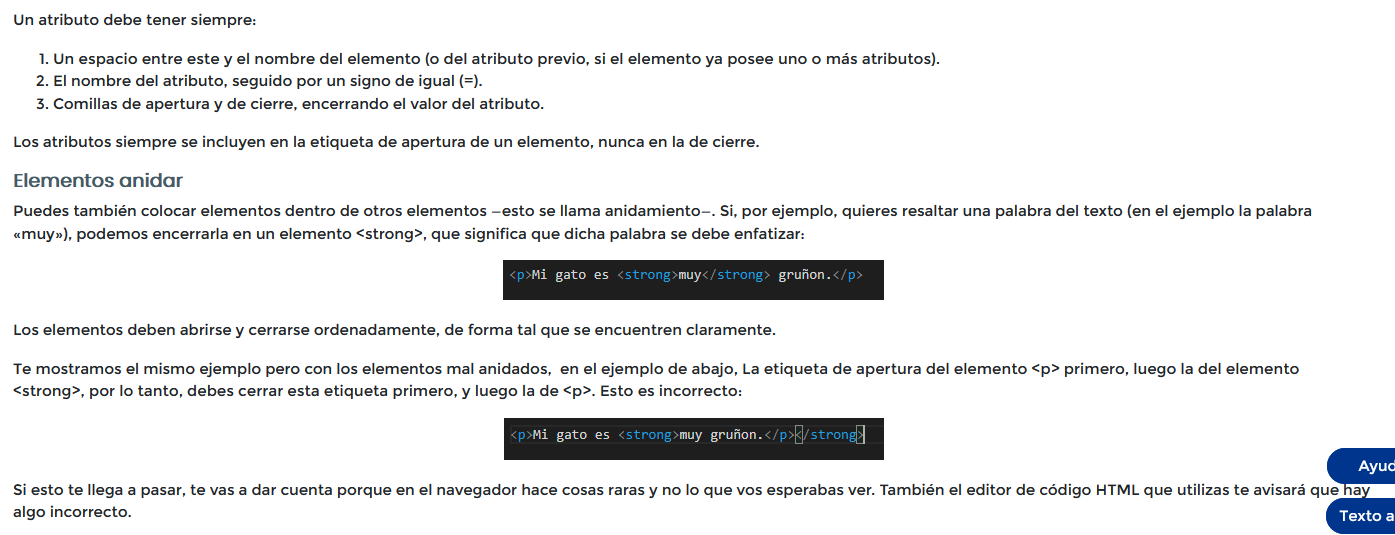 Un atributo debe tener siempre:
1. Un espacio entre este y el nombre del elemento (o del atributo previo, si el elemento ya posee uno o más atributos).
2. El nombre del atributo, seguido por un signo de igual (=).
3. Comillas de apertura y de cierre, encerrando el valor del atributo.
Los atributos siempre se incluyen en la etiqueta de apertura de un elemento, nunca en la de cierre.
Elementos anidar
Puedes también colocar elementos dentro de otros elementos —esto se llama anidamiento—. Si, por ejemplo, quieres resaltar una palabra del texto (en el ejemplo la palabra
«muy»), podemos encerrarla en un elemento <strong>, que significa que dicha palabra se debe enfatizar:
<p>Mi gato es <strong>muy</strong> gruñon.</p>
Los elementos deben abrirse y cerrarse ordenadamente, de forma tal que se encuentren claramente.
Te mostramos el mismo ejemplo pero con los elementos mal anidados,  en el ejemplo de abajo, La etiqueta de apertura del elemento <p> primero, luego la del elemento
<strong>, por lo tanto, debes cerrar esta etiqueta primero, y luego la de <p>. Esto es incorrecto:
<p>Mi gato es <strong>muy gruñon.</p></strong>
Si esto te llega a pasar, te vas a dar cuenta porque en el navegador hace cosas raras y no lo que vos esperabas ver. También el editor de código HTML que utilizas te avisará que hay
algo incorrecto.
Ayud
Texto a